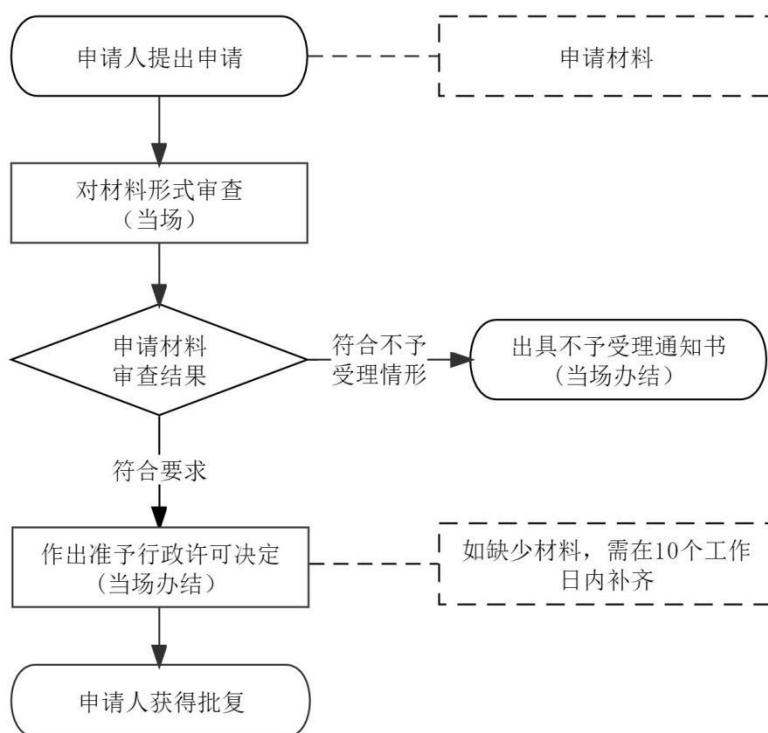 申请人提出申请
申请材料
对材料形式审查
（当场）
申请材料
审查结果
符合不予
受理情形
出具不予受理通知书
（当场办结）
符合要求
作出准予行政许可决定
（当场办结）
如缺少材料，需在10个工作
日内补齐
申请人获得批复